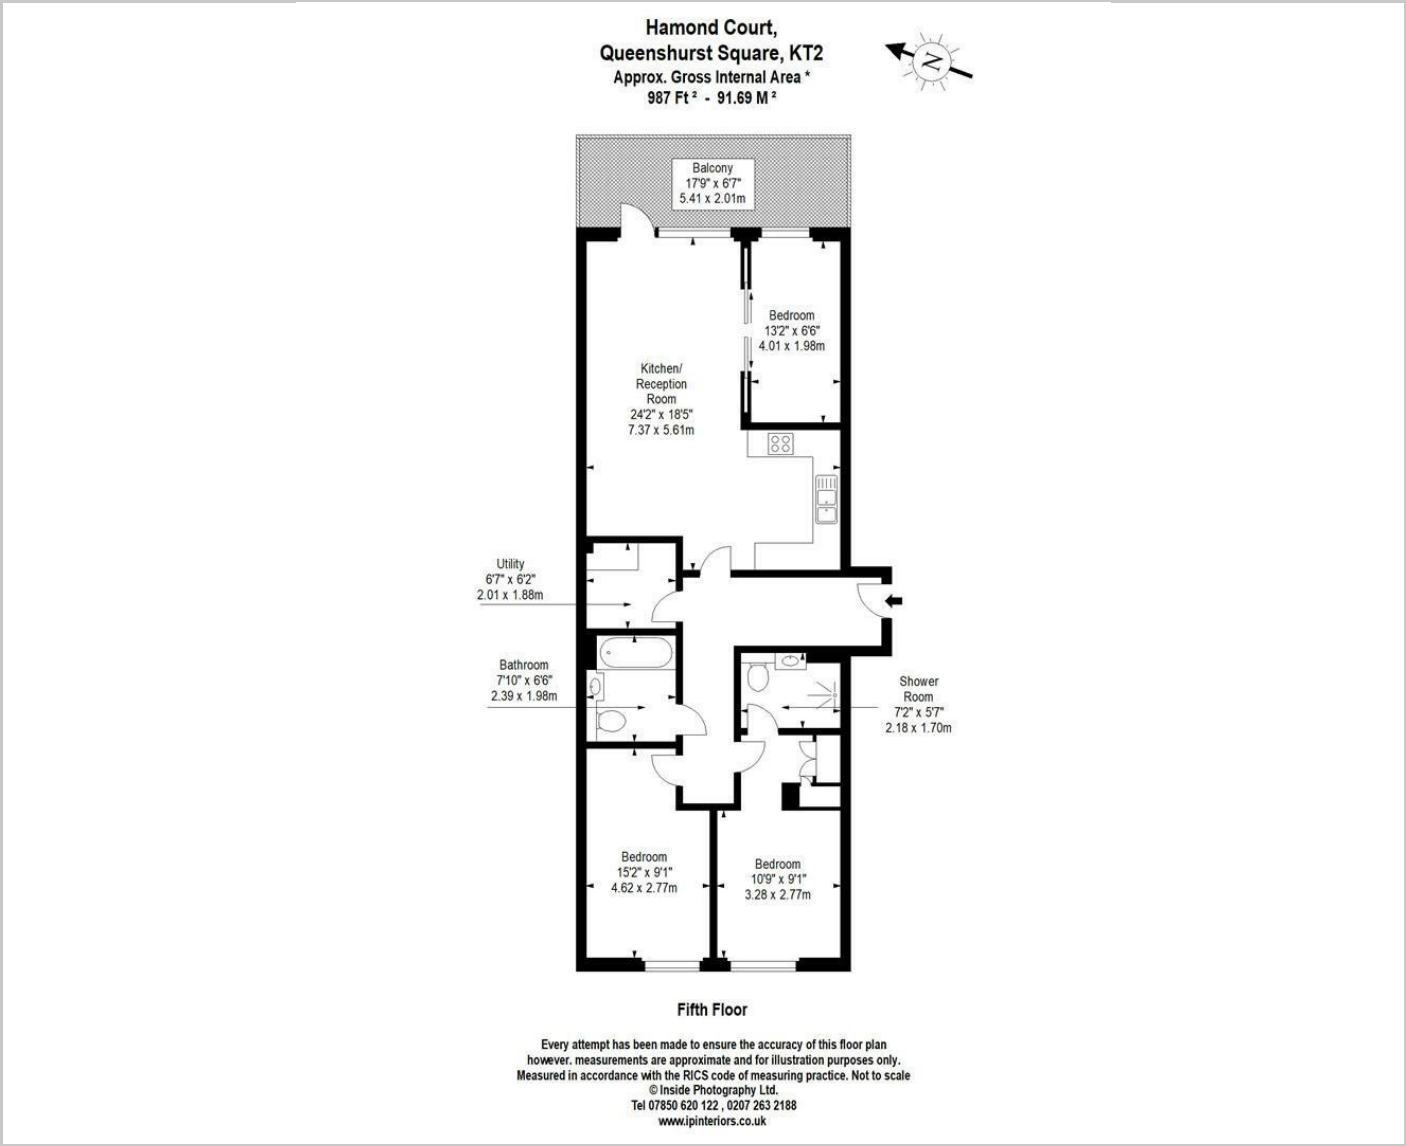 Hamond Court,
Queenshurst Square, KT2
Approx. Gross Internal Area *
987 Ft ² - 91.69 M ²
N
Balcony
17'9" x 6'7"
5.41 x 2.01m
Bedroom
13'2" x 6'6"
4.01 x 1.98m
Kitchen/
Reception
Room
24'2" x 18'5"
7.37 x 5.61m
Utility
6'7" x 6'2"
2.01 x 1.88m
Bathroom
7'10" x 6'6"
2.39 x 1.98m
Shower
Room
7'2" x 5'7"
2.18 x 1.70m
Bedroom
15'2" x 9'1"
4.62 x 2.77m
Bedroom
10'9" x 9'1"
3.28 x 2.77m
Fifth Floor
Every attempt has been made to ensure the accuracy of this floor plan
however. measurements are approximate and for illustration purposes only.
Measured in accordance with the RICS code of measuring practice. Not to scale
© Inside Photography Ltd.
Tel 07850 620 122 , 0207 263 2188
www.ipinteriors.co.uk